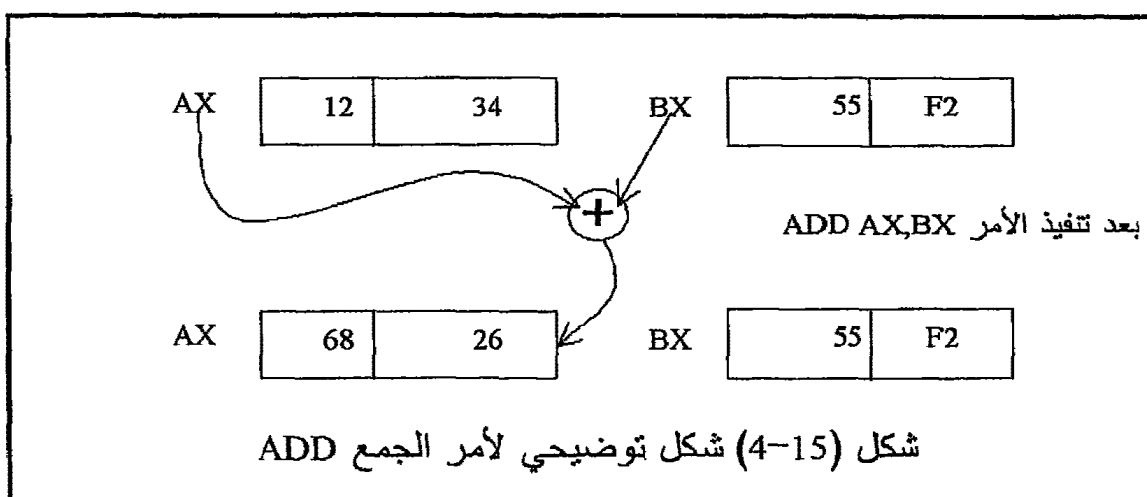 AX 12 34 BX 55 F2
+
بعد تنفيذ الأمر ADD AX,BX
AX 68 26 BX 55 F2
شكل (15-4) شكل توضيحي لأمر الجمع ADD